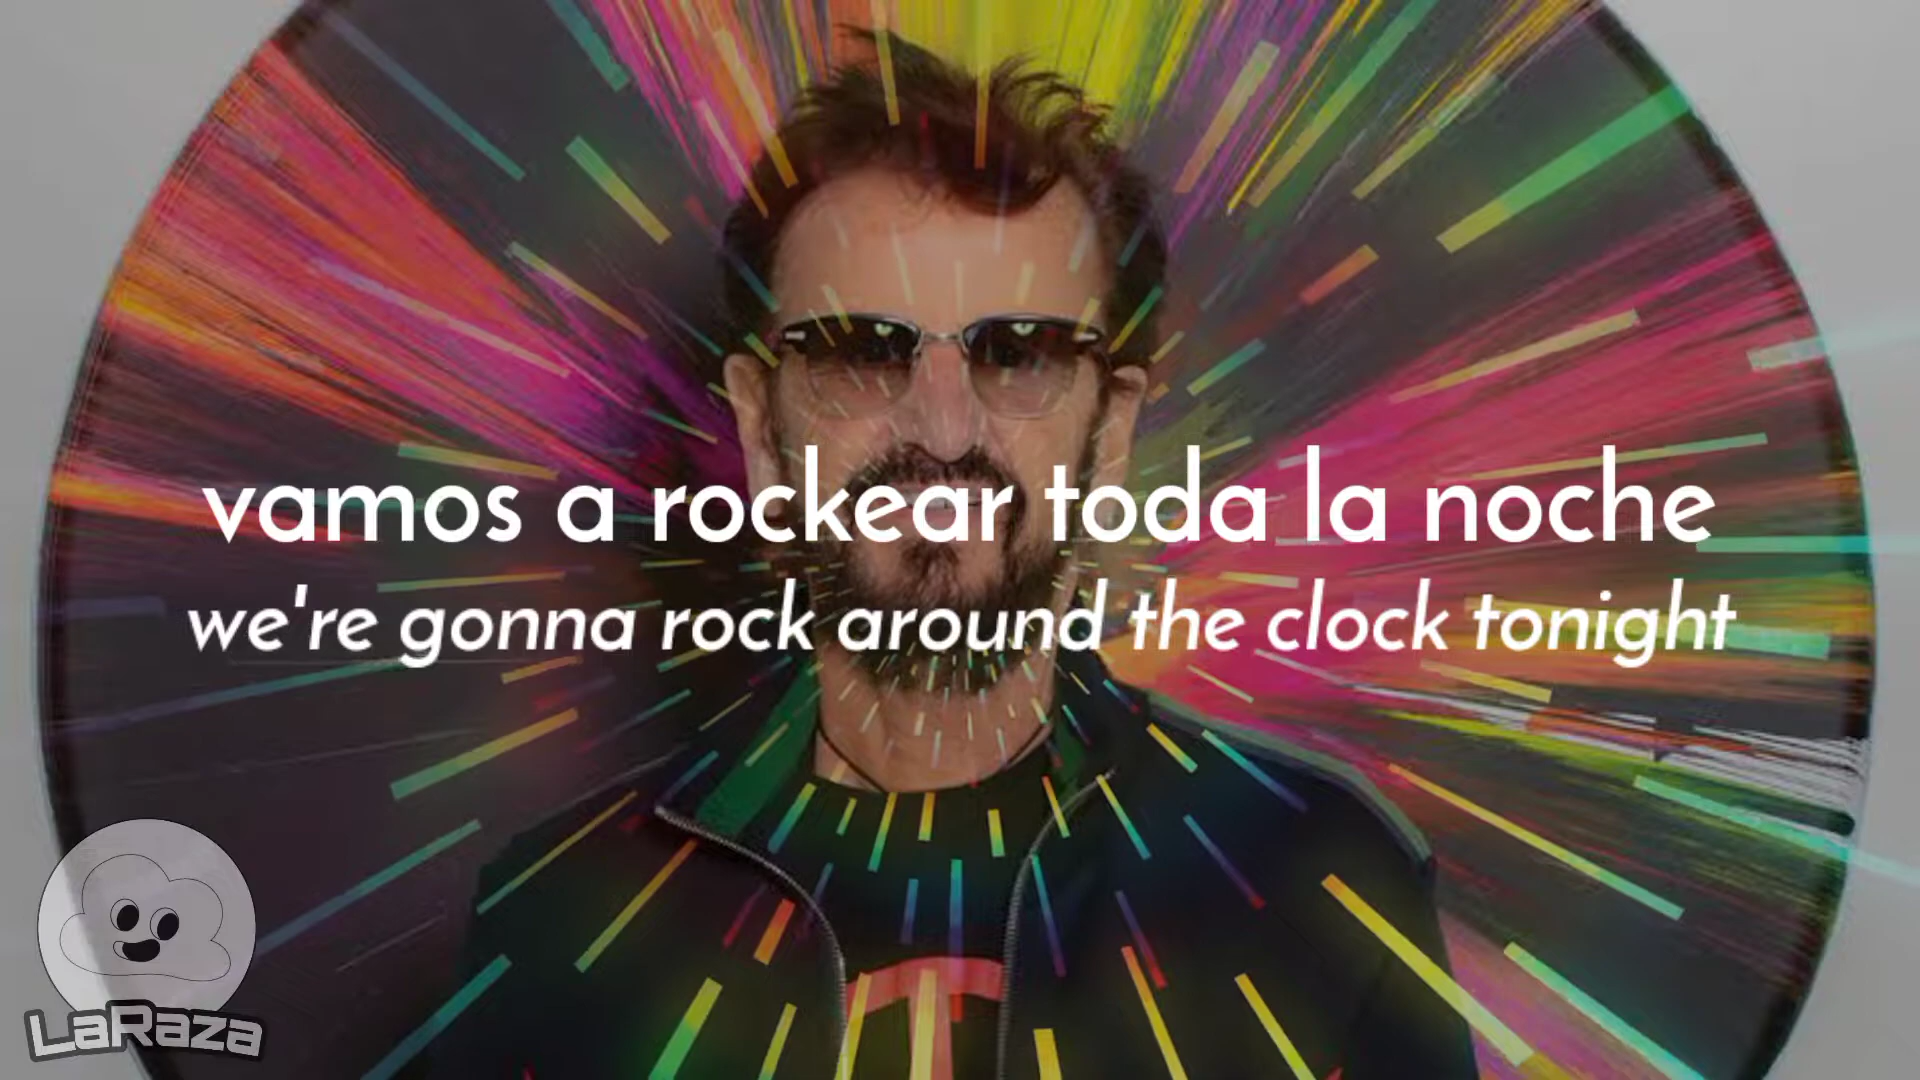 vamos a rockear toda la noche
we're gonna rock around the clock tonight
LaRaza